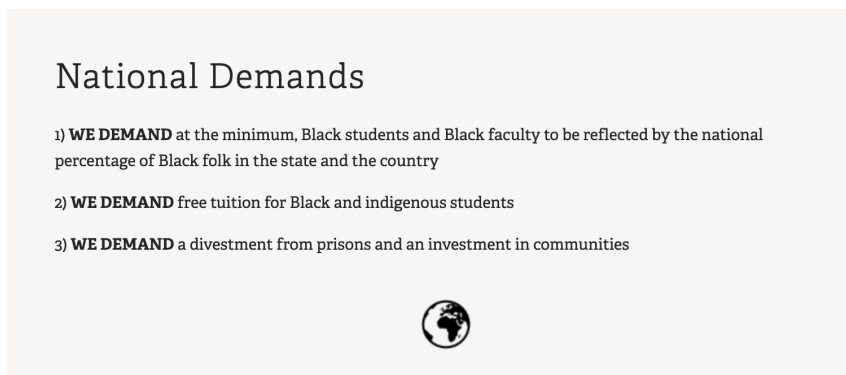 National Demands
1) WE DEMAND at the minimum, Black students and Black faculty to be reflected by the national
percentage of Black folk in the state and the country
2) WE DEMAND free tuition for Black and indigenous students
3) WE DEMAND a divestment from prisons and an investment in communities